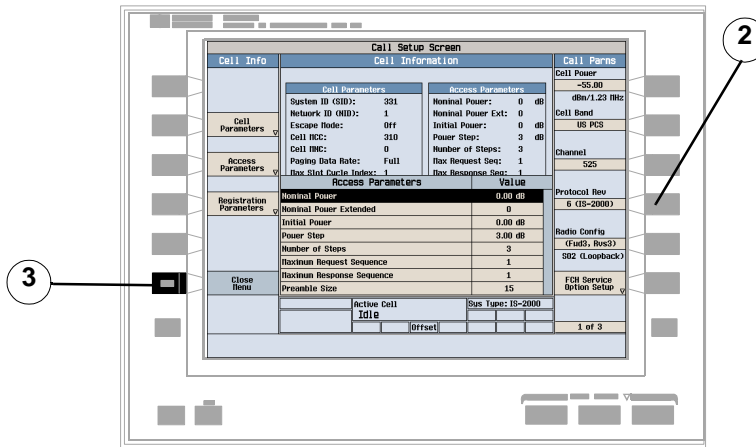 Call Setup Screen
Cell Info
Cell Information
Call Parms
Cell Parameters
System ID (SID): 331
Network ID (NID): 1
Escape Mode: Off
Cell MCC: 310
Cell MNC: 0
Paging Data Rate: Full
Max Slot Cycle Index: 1
Access Parameters
Nominal Power: 0 dB
Nominal Power Ext: 0
Initial Power: 0 dB
Power Step: 3 dB
Number of Steps: 3
Max Request Seq: 1
Max Response Seq: 1
Cell
Parameters
Access
Parameters
Registration
Parameters
Close
Menu
Access Parameters Value
Nominal Power 0.00 dB
Nominal Power Extended 0
Initial Power 0.00 dB
Power Step 3.00 dB
Number of Steps 3
Maximum Request Sequence 1
Maximum Response Sequence 1
Preamble Size 15
Active Cell
Idle
Sys Type: IS-2000
Offset
Cell Power
-55.00
dBm/1.23 MHz
Cell Band
US PCS
Channel
525
Protocol Rev
6 (IS-2000)
Radio Config
(Fwd3, Rvs3)
SO2 (Loopback)
FCH Service
Option Setup
1 of 3
2
3